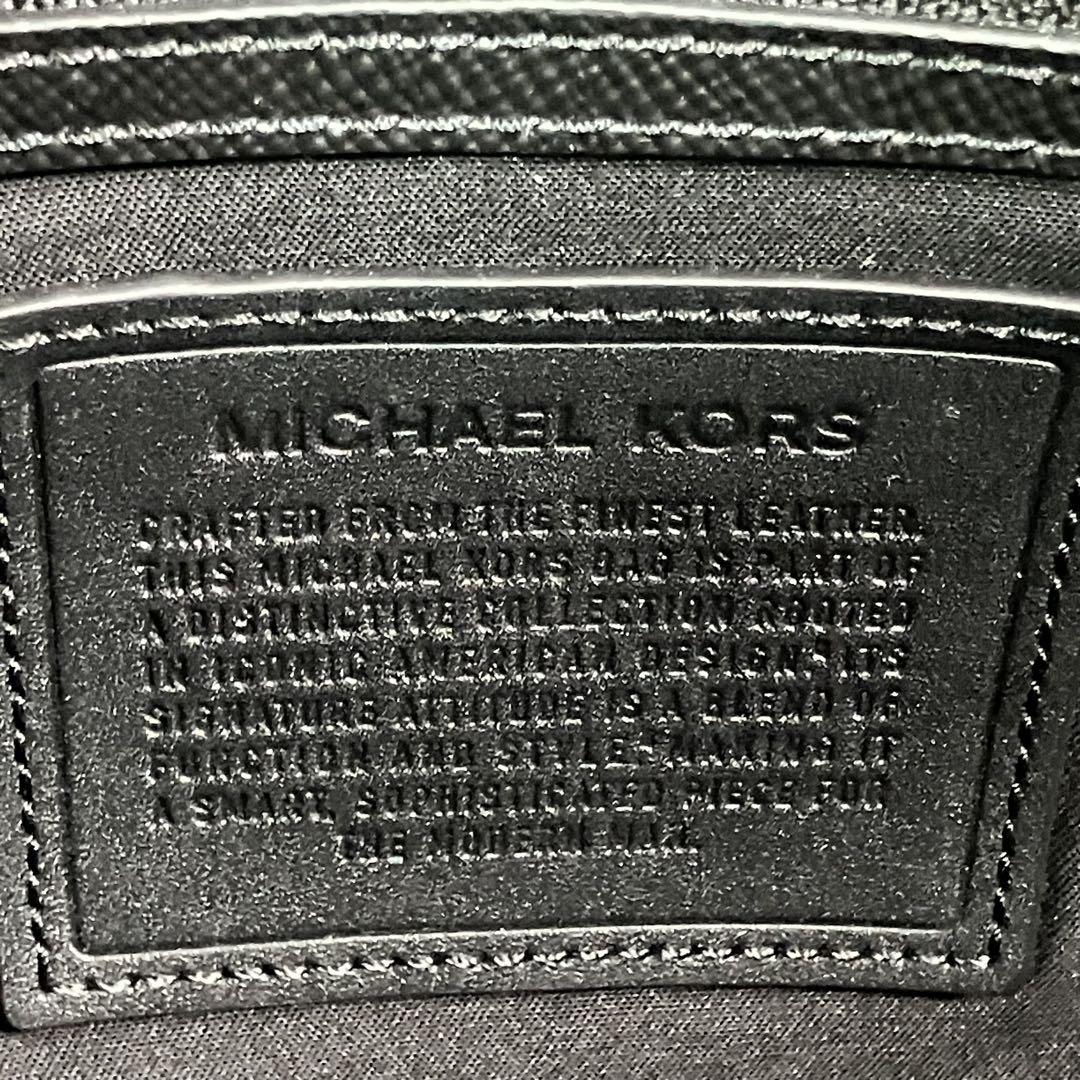 MICHAEL KORS
CRAFTED FROM THE FINEST LEATHER,
THIS MICHAEL KORS BAG IS PART OF
A DISTINCTIVE COLLECTION ROOTED
IN ICONIC AMERICAN DESIGN. ITS
SIGNATURE ATTITUDE IS A BLEND OF
FUNCTION AND STYLE–MAKING IT
A SMART, SOPHISTICATED PIECE FOR
THE MODERN MAN.